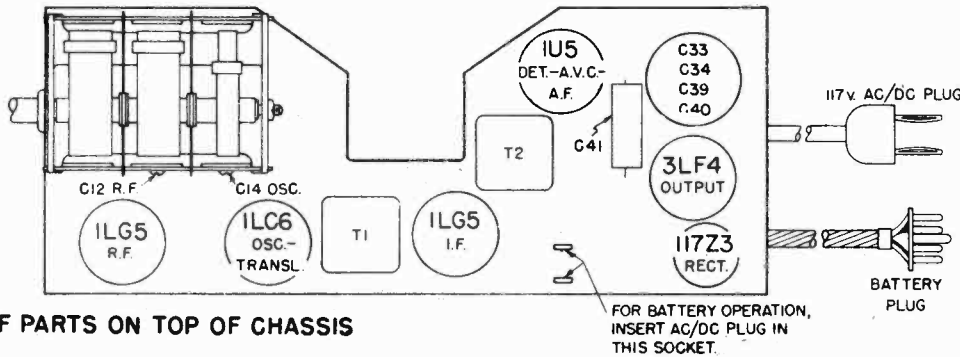 1U5
DET.-A.V.C.-
A.F.
C33
C34
C39
C40
117v. AC/DC PLUG
C41
T2
3LF4
OUTPUT
C12 R.F.
C14 OSC.
1LG5
R.F.
1LC6
OSC.-
TRANSL.
T1
1LG5
I.F.
117Z3
RECT.
BATTERY
PLUG
FOR BATTERY OPERATION,
INSERT AC/DC PLUG IN
THIS SOCKET.
F PARTS ON TOP OF CHASSIS